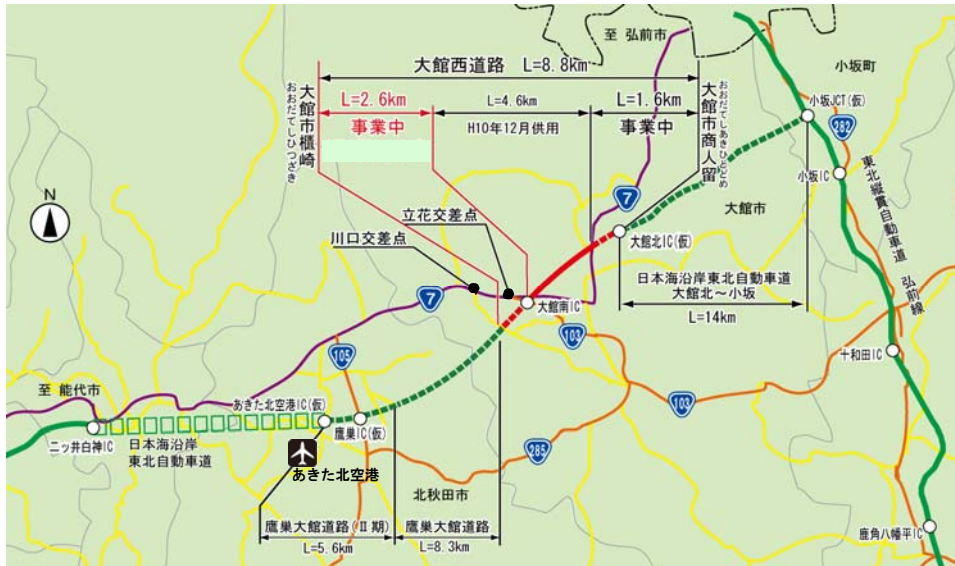 至 弘前市
小坂町
大館西道路 L=8.8km
小坂JCT(仮)
L=2.6km
L=4.6km
L=1.6km
事業中
H10年12月供用
事業中
大館市櫃崎
おおだてしひつざき
大館市商人留
おおだてしあきひとどめ
282
小坂IC
東北縦貫自動車道 弘前線
N
7
大館市
立花交差点
川口交差点
大館北IC(仮)
日本海沿岸東北自動車道
大館北～小坂
L=14km
7
大館南IC
103
105
十和田IC
至 能代市
103
あきた北空港IC(仮)
二ッ井白神IC
鷹巣IC(仮)
日本海沿岸
東北自動車道
285
あきた北空港
北秋田市
鷹巣大館道路(Ⅱ期)
鷹巣大館道路
L=5.6km
L=8.3km
鹿角八幡平IC